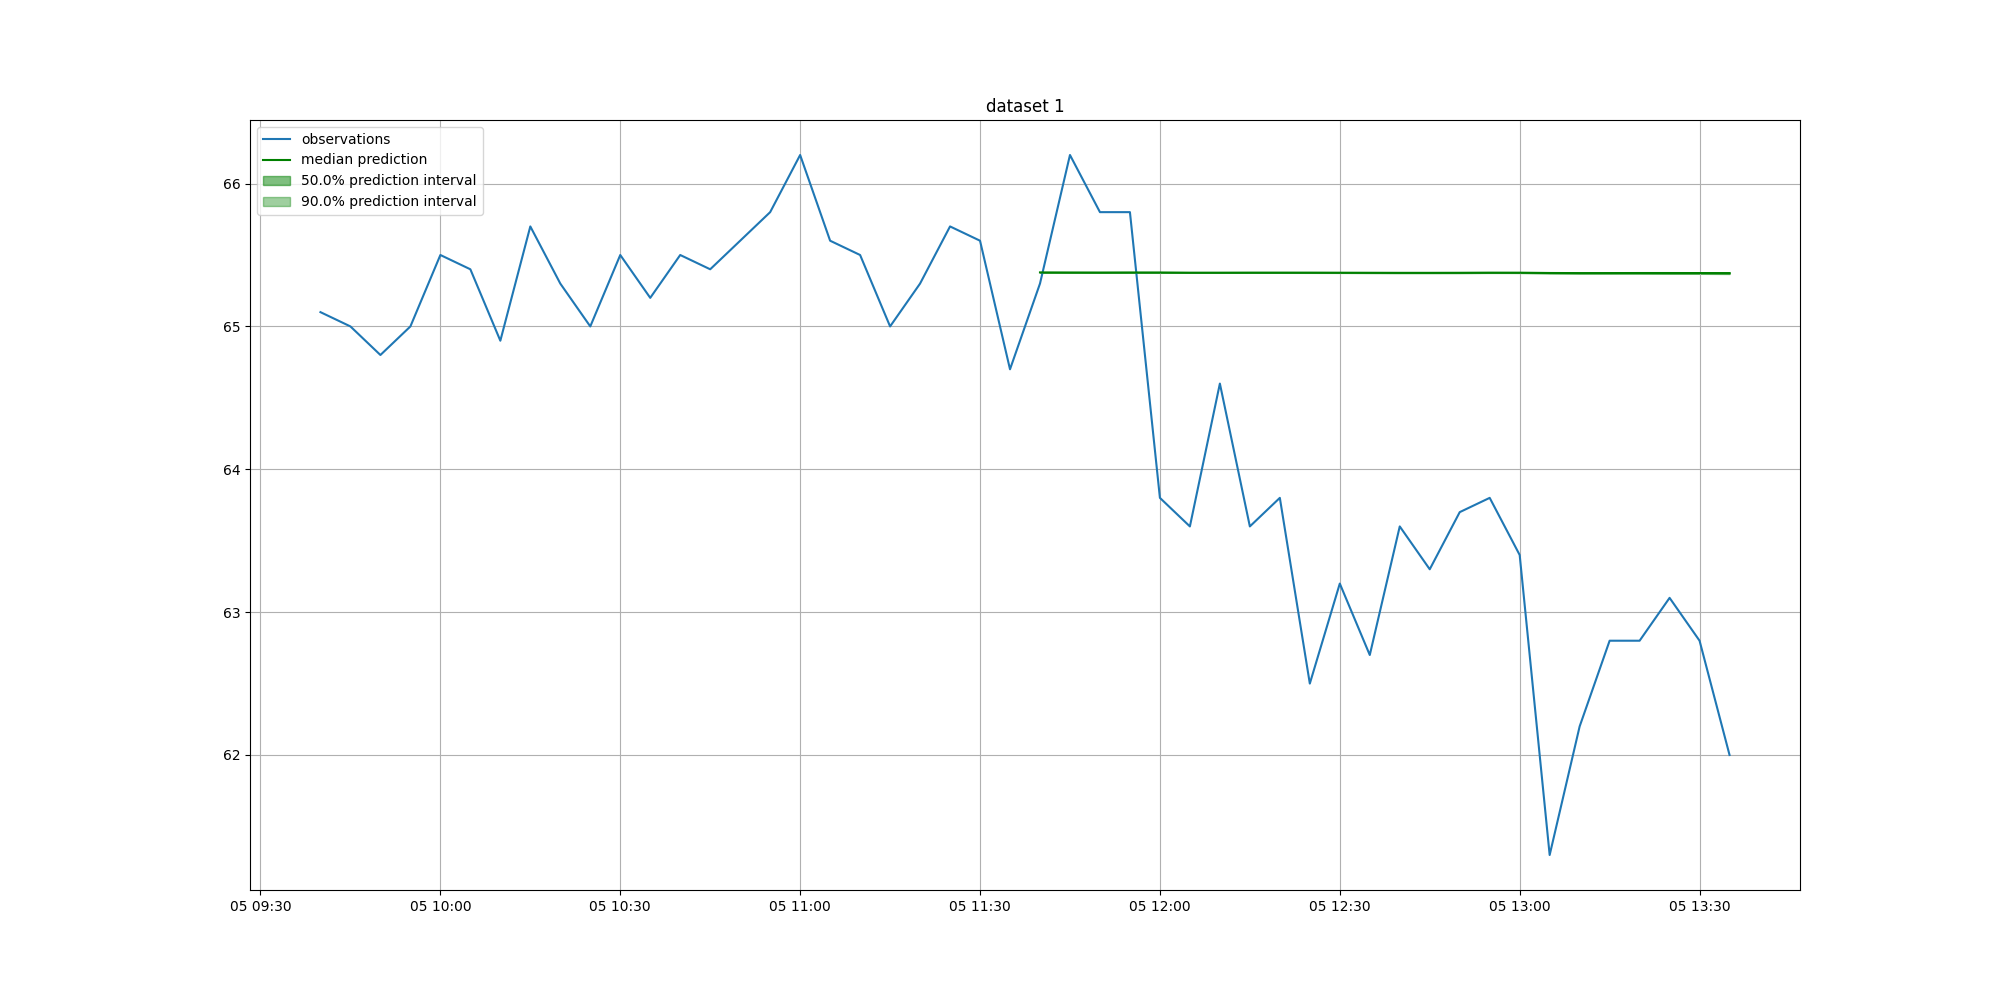 dataset 1
observations
median prediction
50.0% prediction interval
90.0% prediction interval
66
65
64
63
62
05 09:30 05 10:00 05 10:30 05 11:00 05 11:30 05 12:00 05 12:30 05 13:00 05 13:30